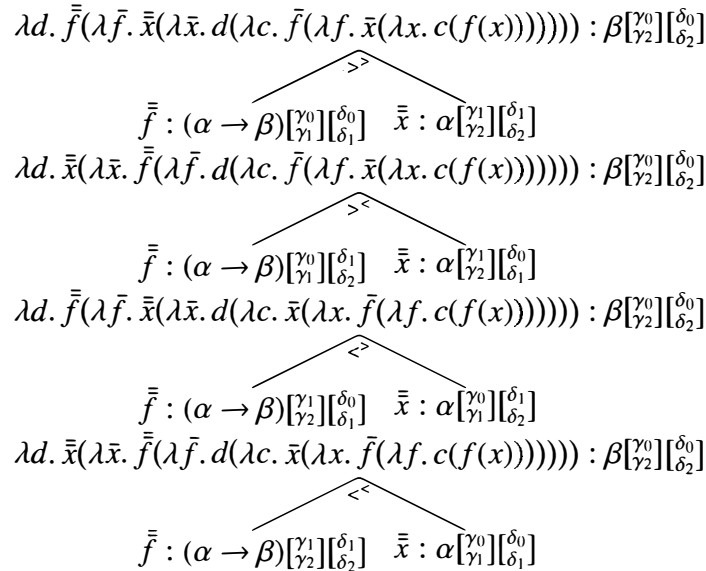 λd. f̿(λf̄. x̿(λx̄. d(λc. f̄(λf. x̄(λx. c(f(x))))))) : β[γ₀ γ₂][δ₀ δ₂]
>^>
f̿ : (α → β)[γ₀ γ₁][δ₀ δ₁] x̿ : α[γ₁ γ₂][δ₁ δ₂]
λd. x̿(λx̄. f̿(λf̄. d(λc. f̄(λf. x̄(λx. c(f(x))))))) : β[γ₀ γ₂][δ₀ δ₂]
>^<
f̿ : (α → β)[γ₀ γ₁][δ₁ δ₂] x̿ : α[γ₁ γ₂][δ₀ δ₁]
λd. f̿(λf̄. x̿(λx̄. d(λc. x̄(λx. f̄(λf. c(f(x))))))) : β[γ₀ γ₂][δ₀ δ₂]
<^>
f̿ : (α → β)[γ₁ γ₂][δ₀ δ₁] x̿ : α[γ₀ γ₁][δ₁ δ₂]
λd. x̿(λx̄. f̿(λf̄. d(λc. x̄(λx. f̄(λf. c(f(x))))))) : β[γ₀ γ₂][δ₀ δ₂]
<^<
f̿ : (α → β)[γ₁ γ₂][δ₁ δ₂] x̿ : α[γ₀ γ₁][δ₀ δ₁]